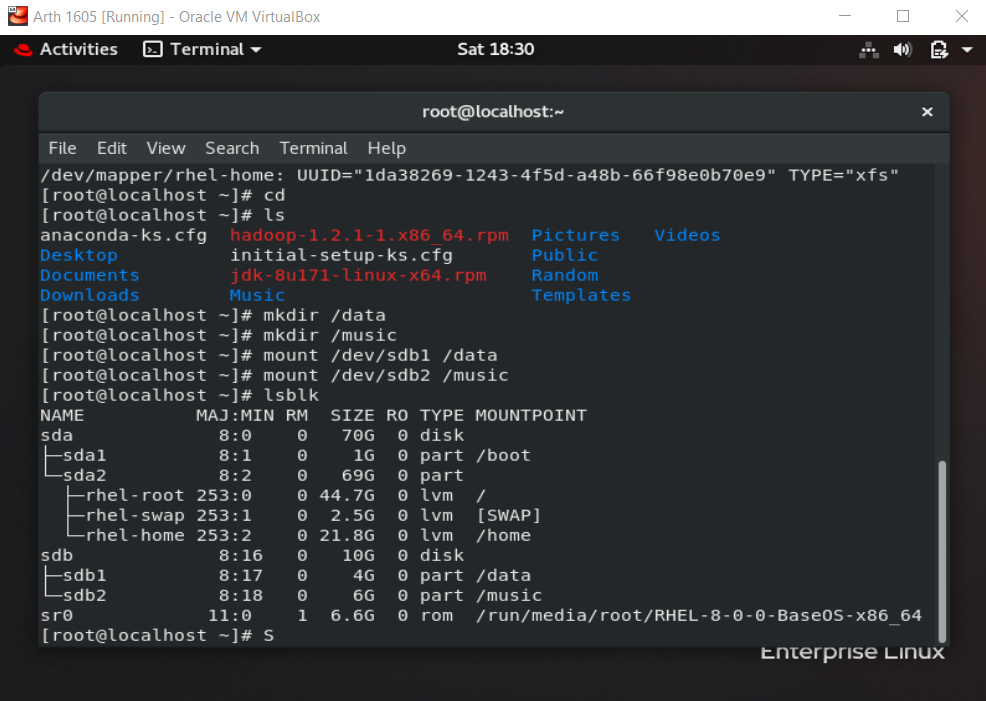 Arth 1605 [Running] - Oracle VM VirtualBox
Activities Terminal Sat 18:30
root@localhost:~
File Edit View Search Terminal Help
/dev/mapper/rhel-home: UUID="1da38269-1243-4f5d-a48b-66f98e0b70e9" TYPE="xfs"
[root@localhost ~]# cd
[root@localhost ~]# ls
anaconda-ks.cfg  hadoop-1.2.1-1.x86_64.rpm  Pictures   Videos
Desktop          initial-setup-ks.cfg       Public
Documents        jdk-8u171-linux-x64.rpm    Random
Downloads        Music                      Templates
[root@localhost ~]# mkdir /data
[root@localhost ~]# mkdir /music
[root@localhost ~]# mount /dev/sdb1 /data
[root@localhost ~]# mount /dev/sdb2 /music
[root@localhost ~]# lsblk
NAME          MAJ:MIN RM  SIZE RO TYPE MOUNTPOINT
sda             8:0    0   70G  0 disk
├─sda1          8:1    0    1G  0 part /boot
└─sda2          8:2    0   69G  0 part
  ├─rhel-root 253:0    0 44.7G  0 lvm  /
  ├─rhel-swap 253:1    0  2.5G  0 lvm  [SWAP]
  └─rhel-home 253:2    0 21.8G  0 lvm  /home
sdb             8:16   0   10G  0 disk
├─sdb1          8:17   0    4G  0 part /data
└─sdb2          8:18   0    6G  0 part /music
sr0            11:0    1  6.6G  0 rom  /run/media/root/RHEL-8-0-0-BaseOS-x86_64
[root@localhost ~]# S
Enterprise Linux